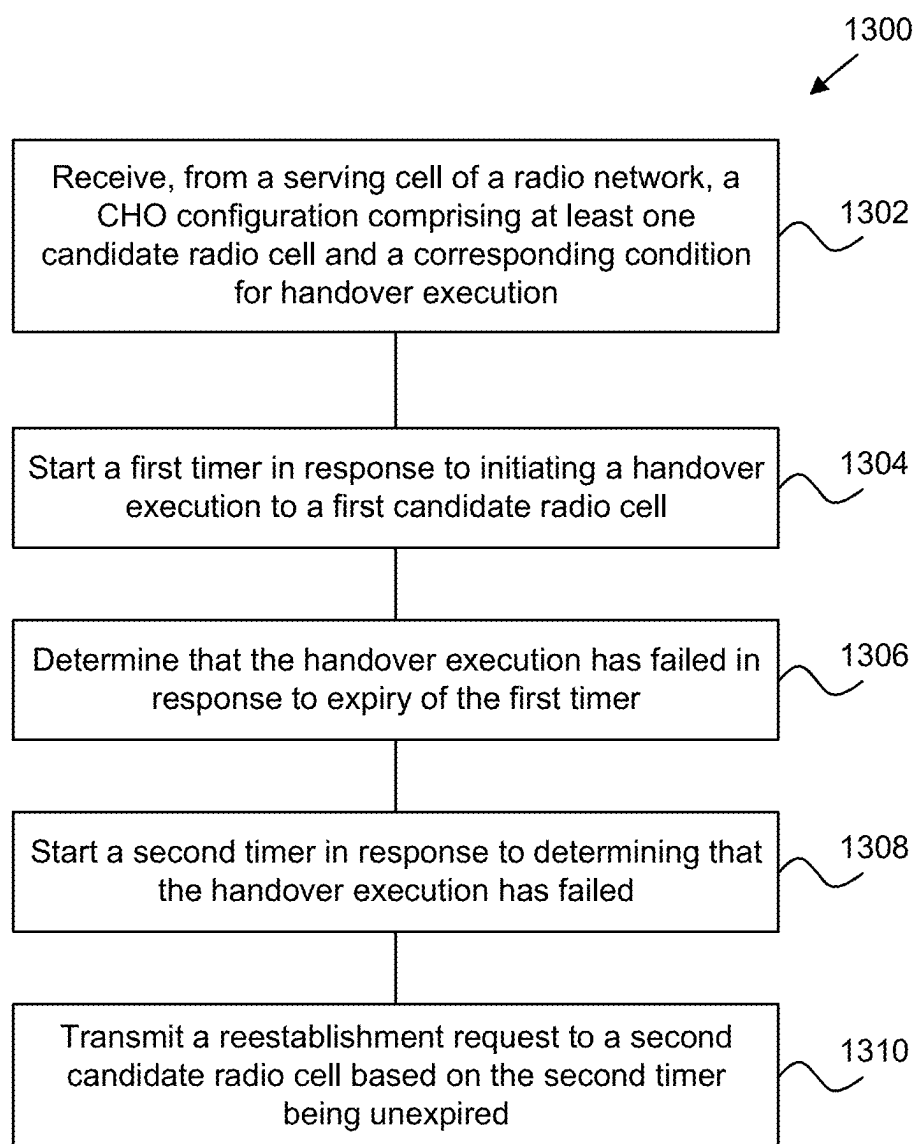 1300
Receive, from a serving cell of a radio network, a
CHO configuration comprising at least one
candidate radio cell and a corresponding condition
for handover execution
1302
Start a first timer in response to initiating a handover
execution to a first candidate radio cell
1304
Determine that the handover execution has failed in
response to expiry of the first timer
1306
Start a second timer in response to determining that
the handover execution has failed
1308
Transmit a reestablishment request to a second
candidate radio cell based on the second timer
being unexpired
1310